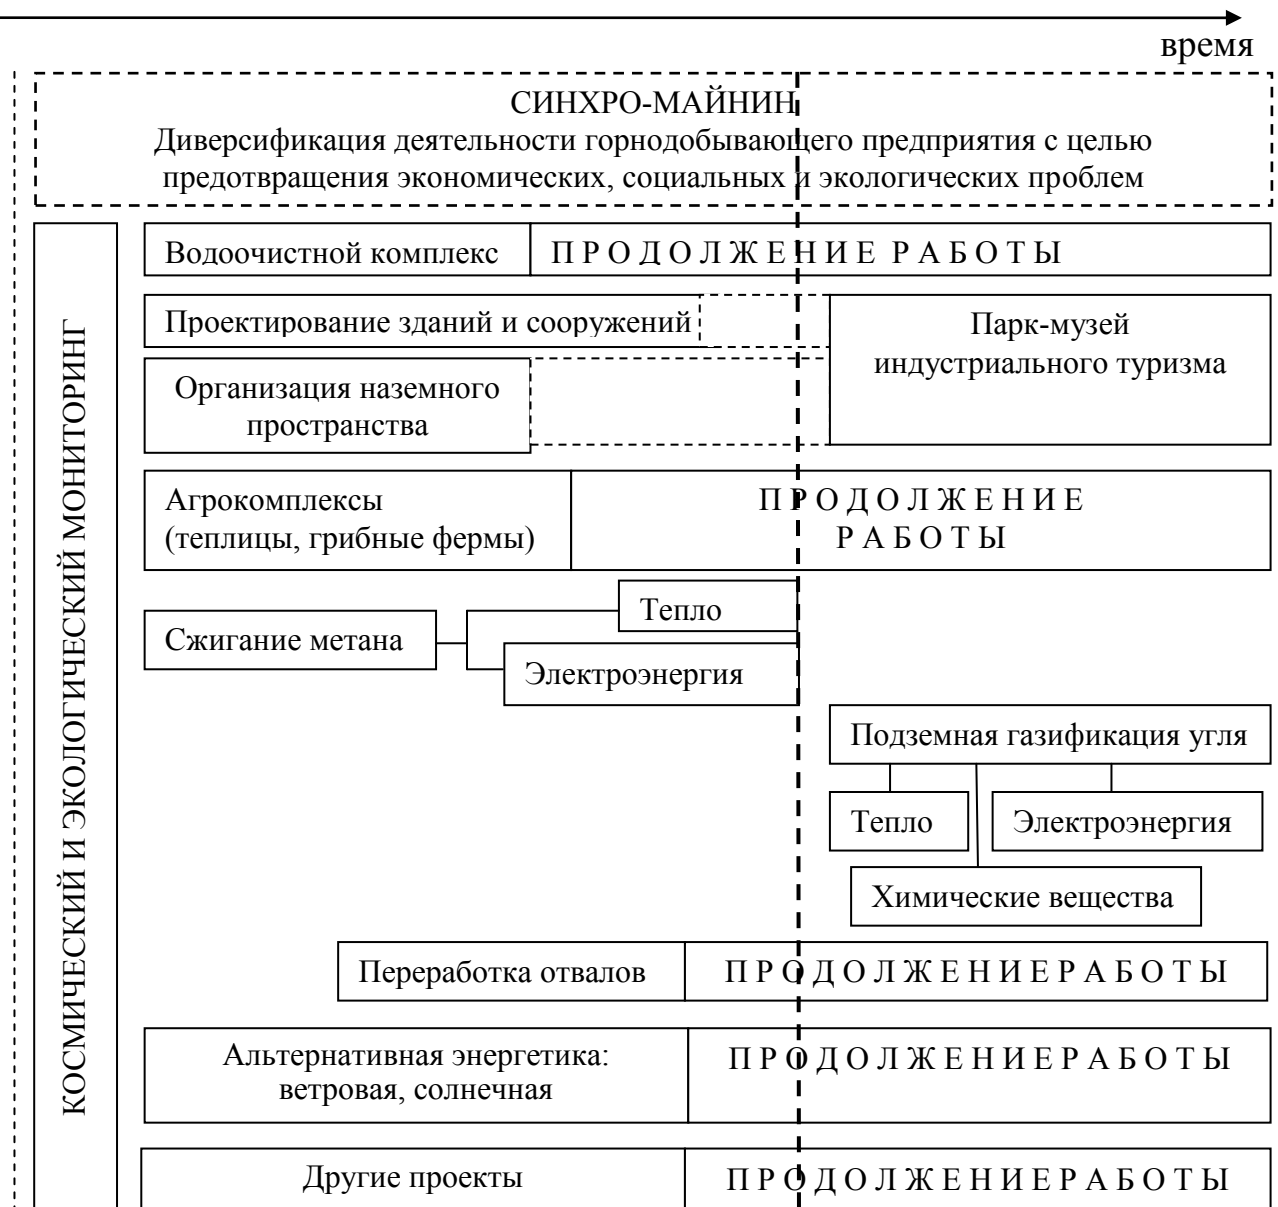 время
СИНХРО-МАЙНИН
Диверсификация деятельности горнодобывающего предприятия с целью
предотвращения экономических, социальных и экологических проблем
КОСМИЧЕСКИЙ И ЭКОЛОГИЧЕСКИЙ МОНИТОРИНГ
Водоочистной комплекс
П Р О Д О Л Ж Е Н И Е Р А Б О Т Ы
Проектирование зданий и сооружений
Парк-музей
индустриального туризма
Организация наземного
пространства
Агрокомплексы
(теплицы, грибные фермы)
П Р О Д О Л Ж Е Н И Е
Р А Б О Т Ы
Сжигание метана
Тепло
Электроэнергия
Подземная газификация угля
Тепло
Электроэнергия
Химические вещества
Переработка отвалов
П Р О Д О Л Ж Е Н И Е Р А Б О Т Ы
Альтернативная энергетика:
ветровая, солнечная
П Р О Д О Л Ж Е Н И Е Р А Б О Т Ы
Другие проекты
П Р О Д О Л Ж Е Н И Е Р А Б О Т Ы